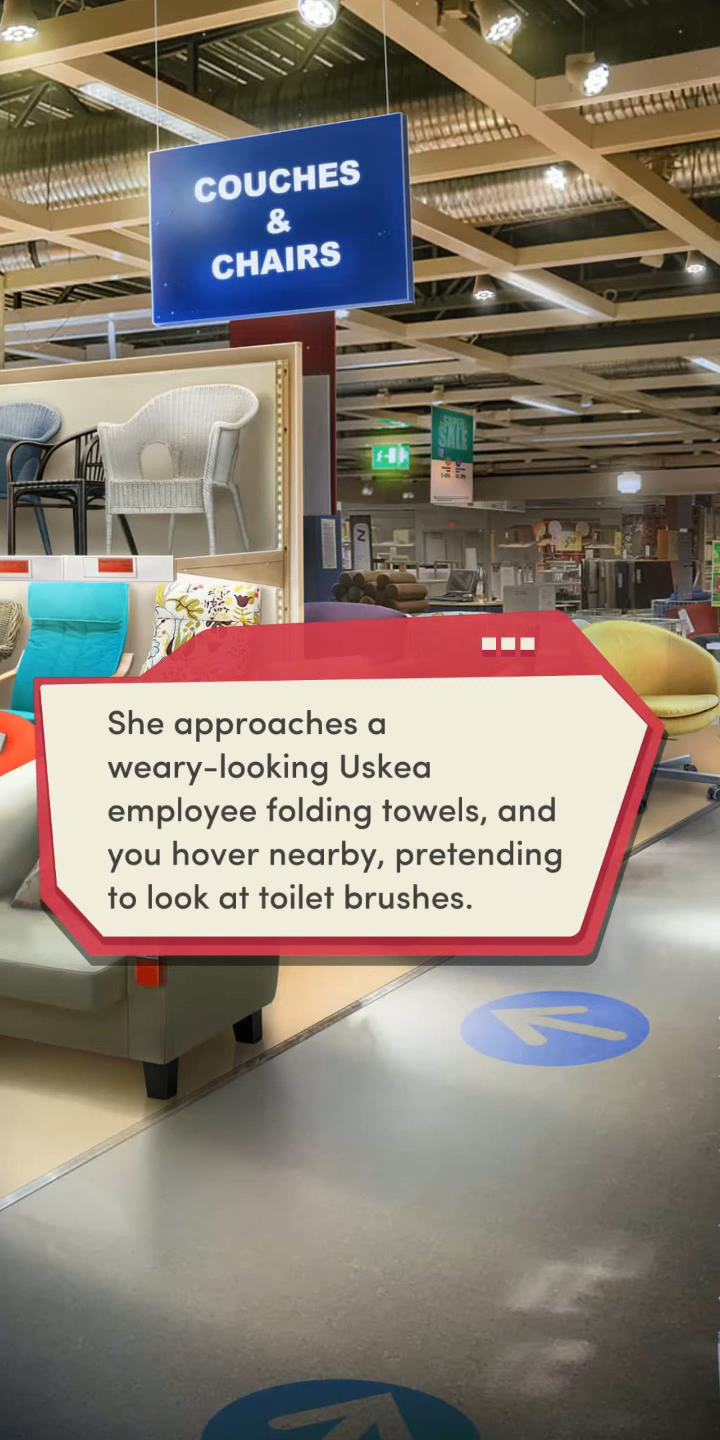 COUCHES
&
CHAIRS
SUPER
SALE
She approaches a
weary-looking Uskea
employee folding towels, and
you hover nearby, pretending
to look at toilet brushes.